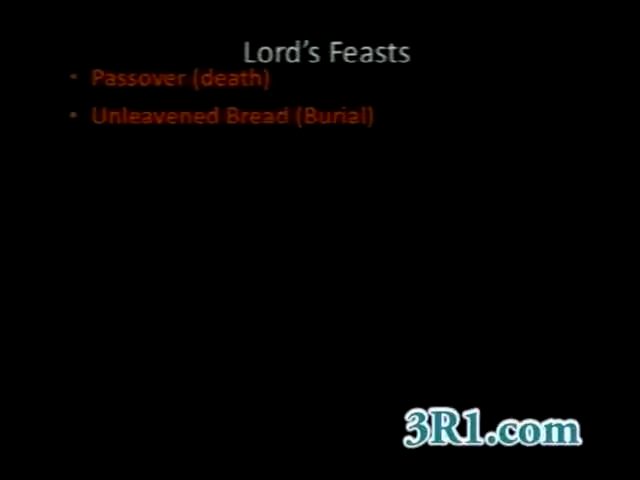 Lord's Feasts
• Passover (death)
• Unleavened Bread (Burial)
3R1.com